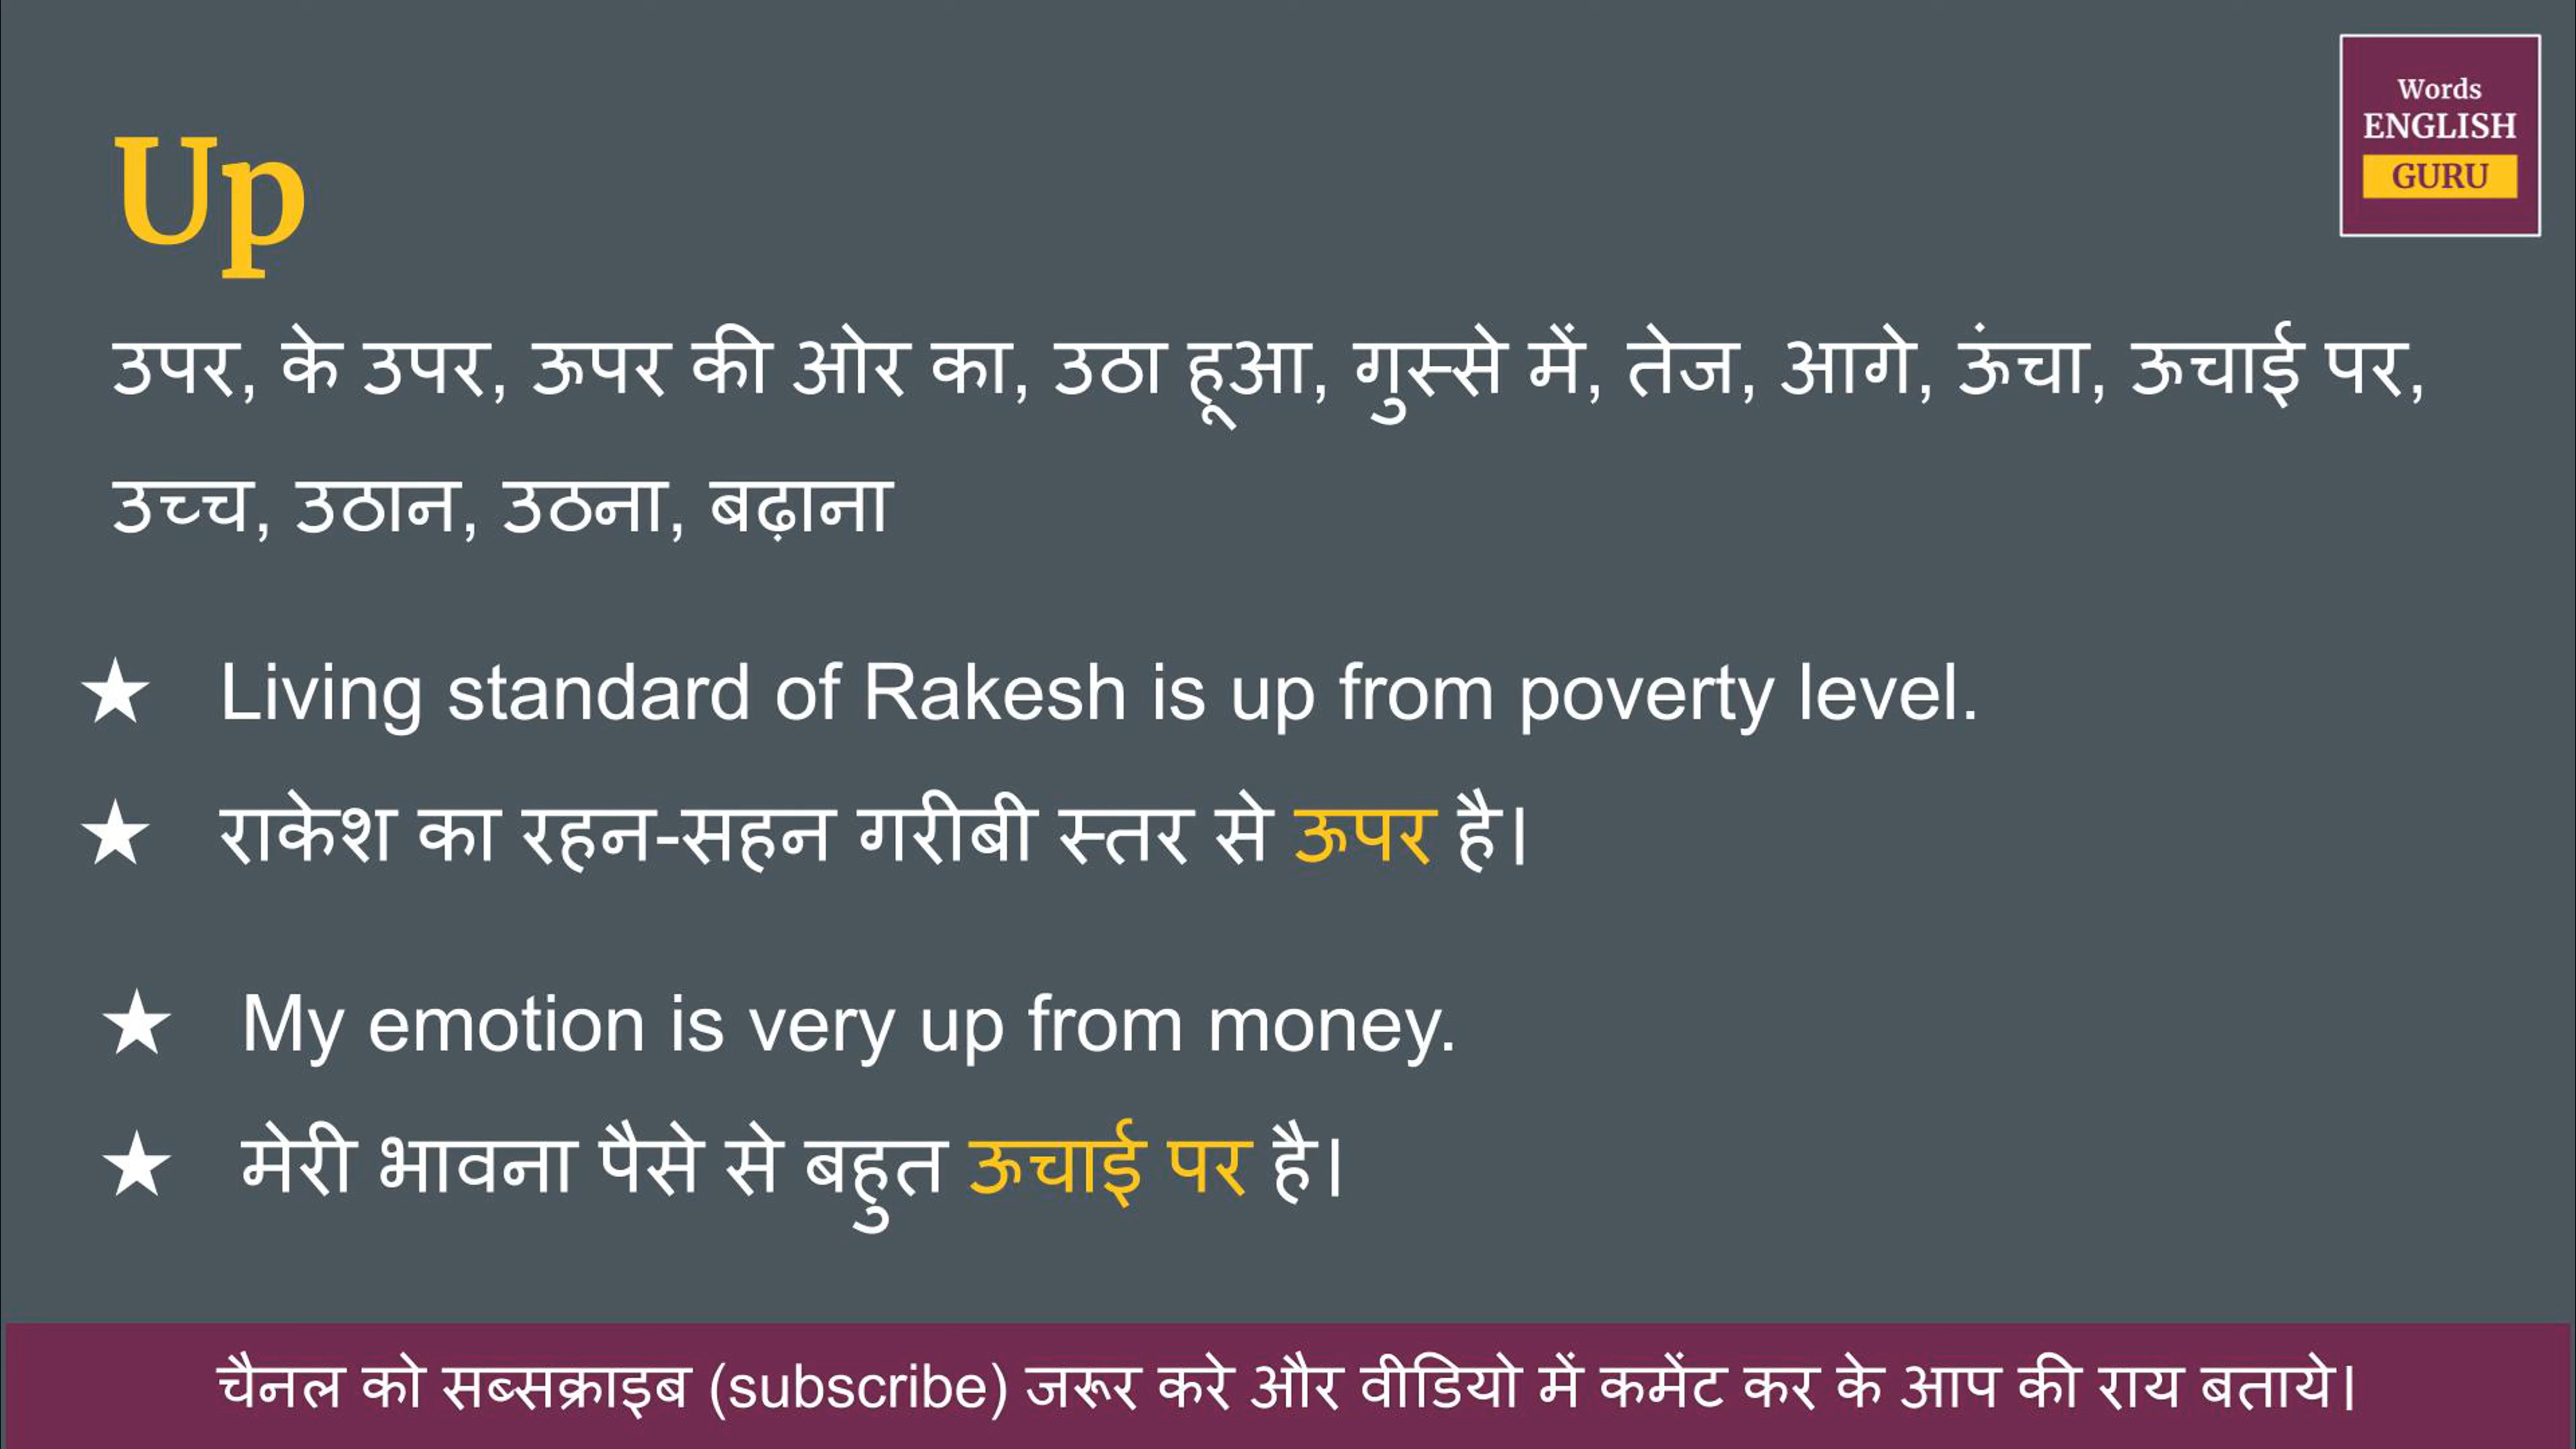 Words
ENGLISH
GURU
Up
उपर, के उपर, ऊपर की ओर का, उठा हूआ, गुस्से में, तेज, आगे, ऊंचा, ऊचाई पर,
उच्च, उठान, उठना, बढ़ाना
★ Living standard of Rakesh is up from poverty level.
★ राकेश का रहन-सहन गरीबी स्तर से ऊपर है।
★ My emotion is very up from money.
★ मेरी भावना पैसे से बहुत ऊचाई पर है।
चैनल को सब्सक्राइब (subscribe) जरूर करे और वीडियो में कमेंट कर के आप की राय बताये।